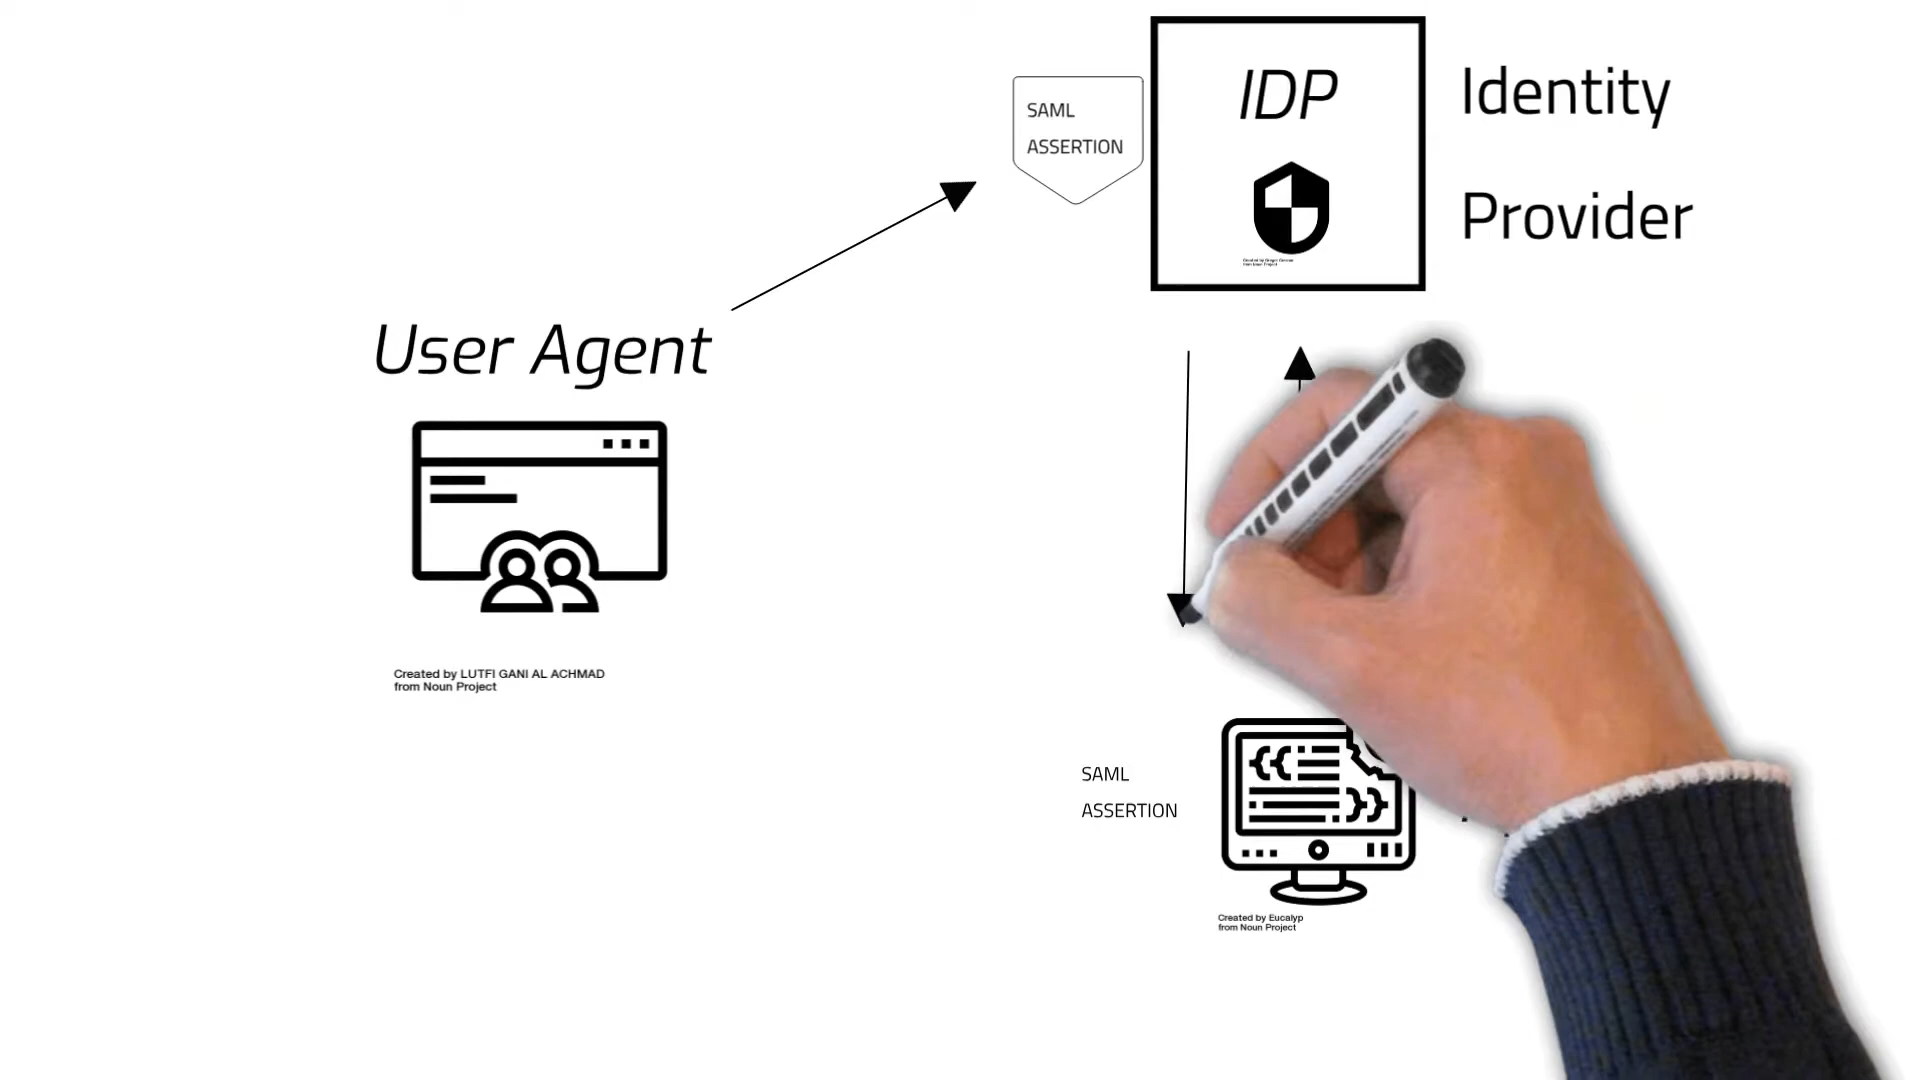 SAML
ASSERTION
IDP
Identity
Provider
User Agent
Created by LUTFI GANI AL ACHMAD
from Noun Project
SAML
ASSERTION
Created by Eucalyp
from Noun Project